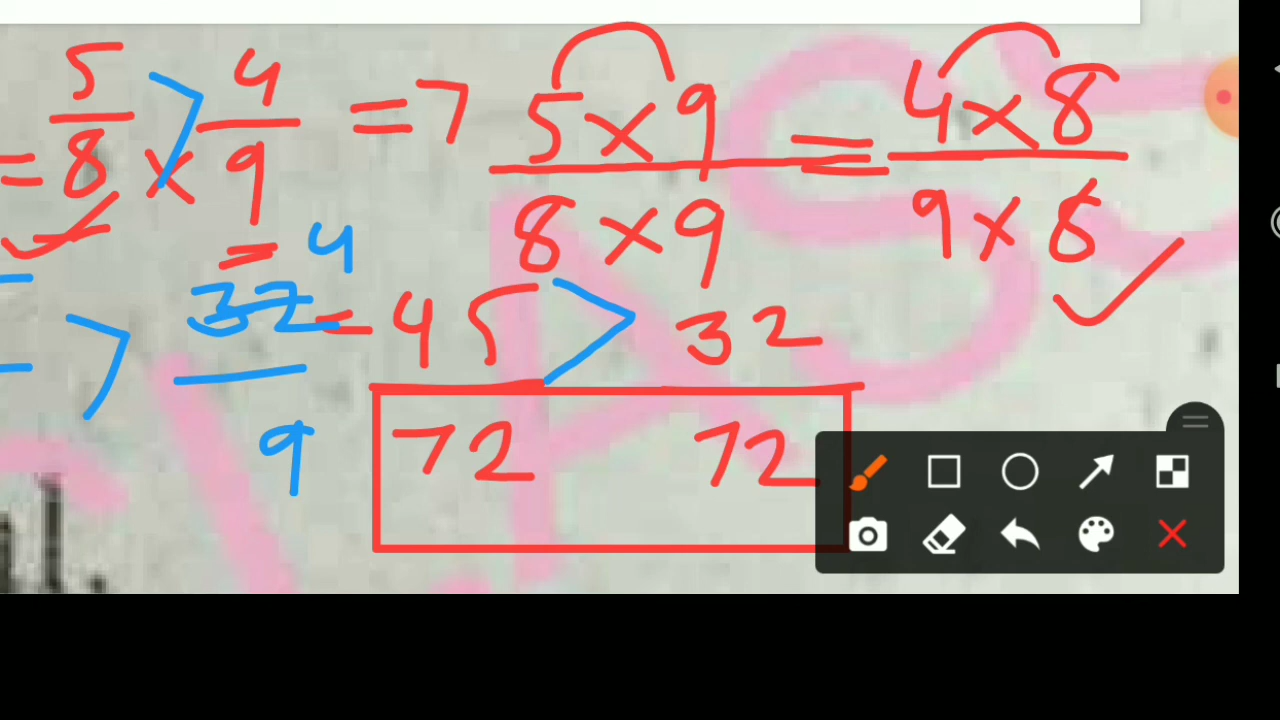 = 5/8 > × 4/9 = 7 5×9/8×9 = 4×8/9×8
= 4
> 32/9 = 45/72 > 32/72